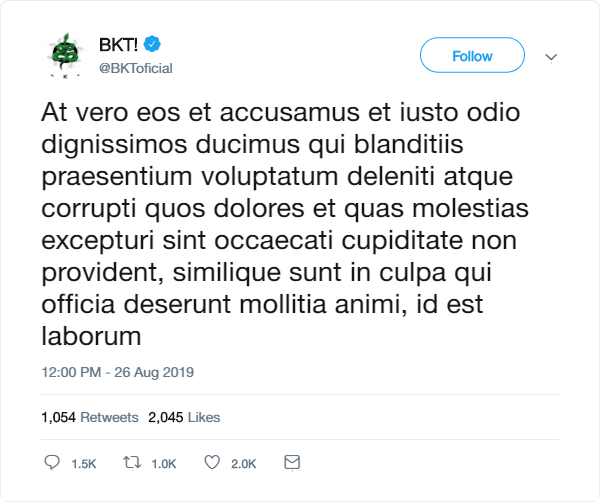 BKT!
@BKToficial
Follow
At vero eos et accusamus et iusto odio
dignissimos ducimus qui blanditiis
praesentium voluptatum deleniti atque
corrupti quos dolores et quas molestias
excepturi sint occaecati cupiditate non
provident, similique sunt in culpa qui
officia deserunt mollitia animi, id est
laborum
12:00 PM - 26 Aug 2019
1,054 Retweets 2,045 Likes
1.5K 1.0K 2.0K